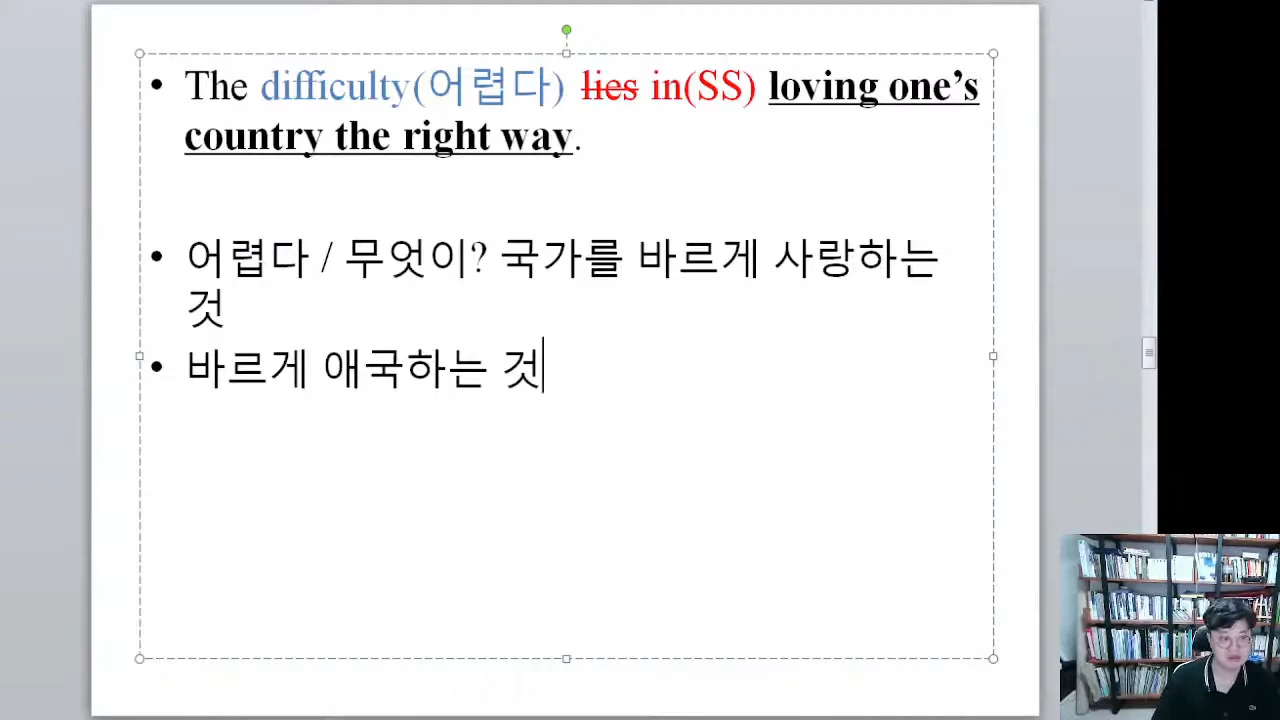 • The difficulty(어렵다) lies in(SS) loving one's
country the right way.
• 어렵다 / 무엇이? 국가를 바르게 사랑하는
것
• 바르게 애국하는 것